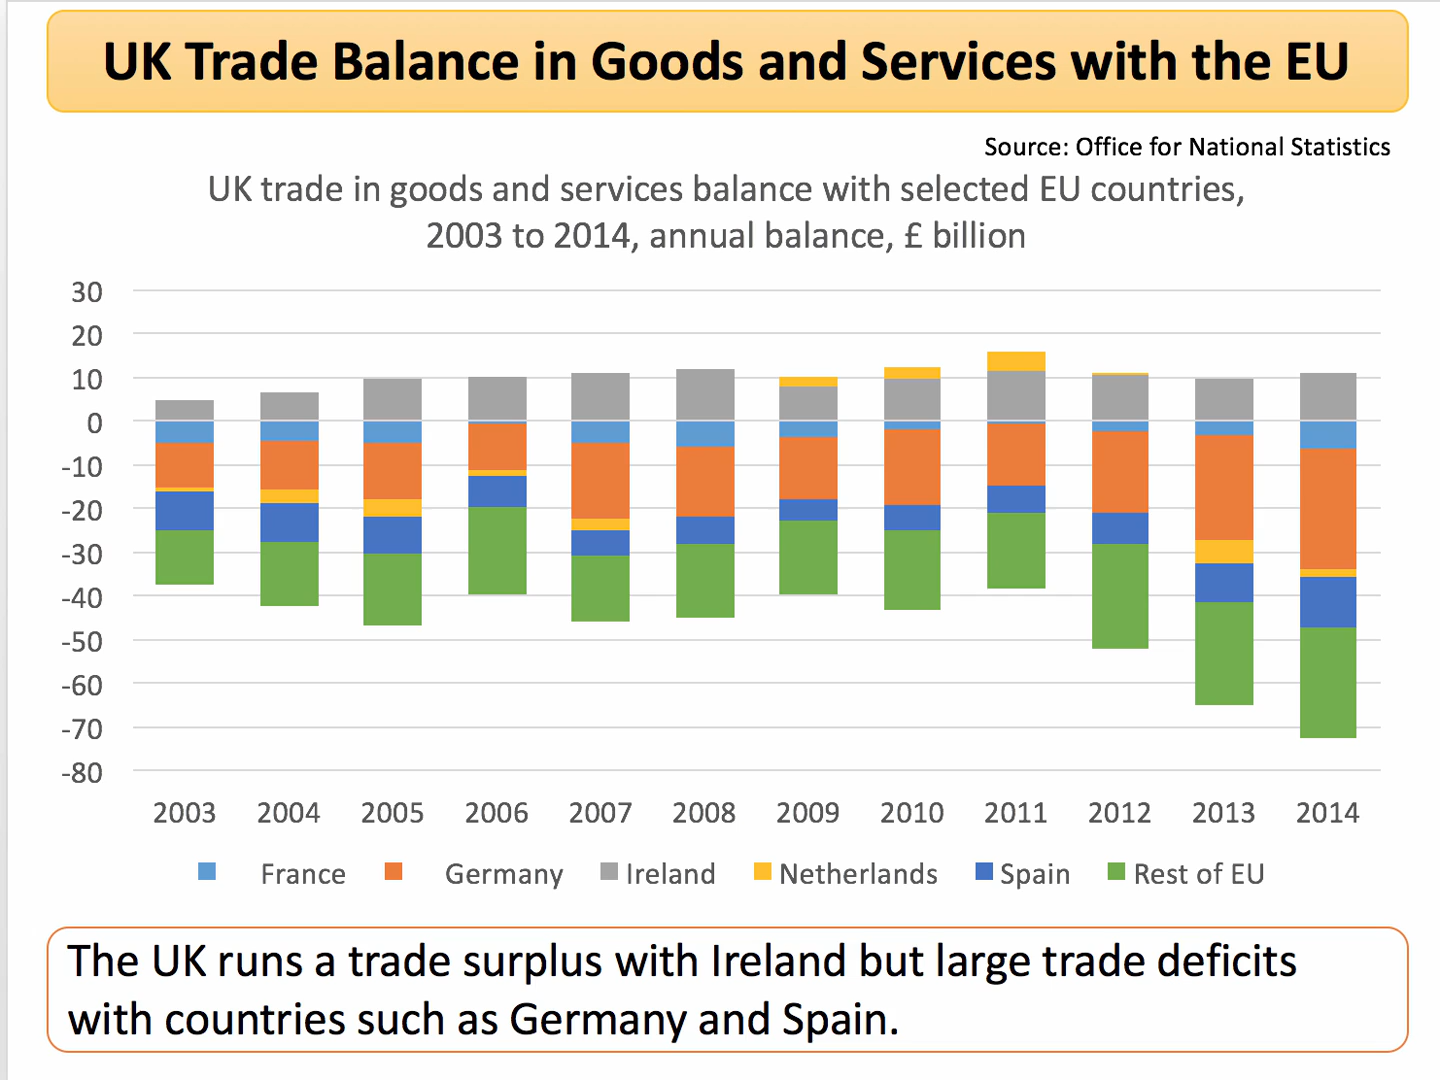 UK Trade Balance in Goods and Services with the EU
Source: Office for National Statistics
UK trade in goods and services balance with selected EU countries,
2003 to 2014, annual balance, £ billion
30
20
10
0
-10
-20
-30
-40
-50
-60
-70
-80
2003 2004 2005 2006 2007 2008 2009 2010 2011 2012 2013 2014
France Germany Ireland Netherlands Spain Rest of EU
The UK runs a trade surplus with Ireland but large trade deficits
with countries such as Germany and Spain.